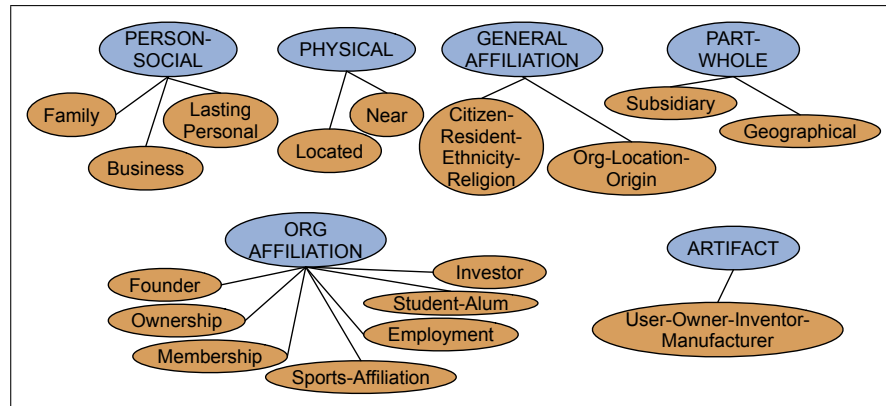 PERSON-
SOCIAL
PHYSICAL
GENERAL
AFFILIATION
PART-
WHOLE
Family
Lasting
Personal
Business
Near
Located
Citizen-
Resident-
Ethnicity-
Religion
Org-Location-
Origin
Subsidiary
Geographical
ORG
AFFILIATION
ARTIFACT
Founder
Ownership
Membership
Sports-Affiliation
Employment
Student-Alum
Investor
User-Owner-Inventor-
Manufacturer